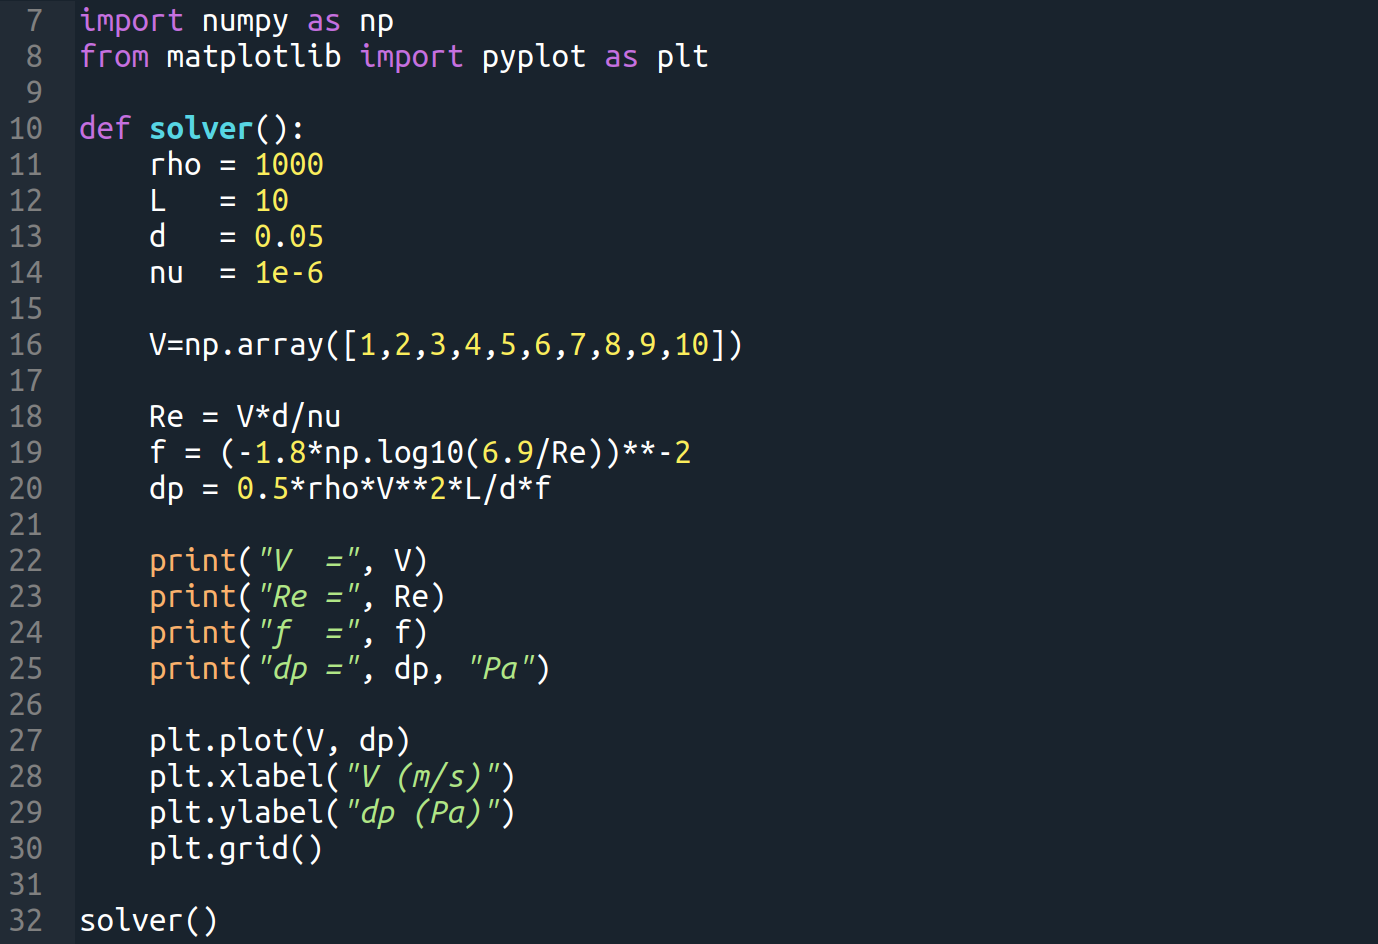 7 import numpy as np
8 from matplotlib import pyplot as plt
9
10 def solver():
11     rho = 1000
12     L   = 10
13     d   = 0.05
14     nu  = 1e-6
15
16     V=np.array([1,2,3,4,5,6,7,8,9,10])
17
18     Re = V*d/nu
19     f = (-1.8*np.log10(6.9/Re))**-2
20     dp = 0.5*rho*V**2*L/d*f
21
22     print("V  =", V)
23     print("Re =", Re)
24     print("f  =", f)
25     print("dp =", dp, "Pa")
26
27     plt.plot(V, dp)
28     plt.xlabel("V (m/s)")
29     plt.ylabel("dp (Pa)")
30     plt.grid()
31
32 solver()